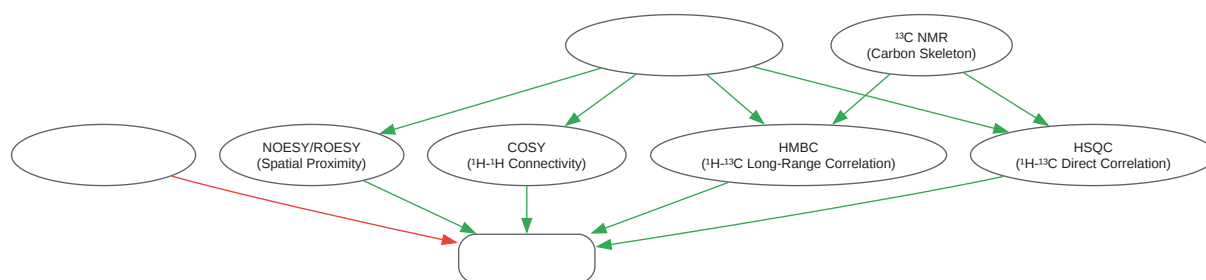 ¹³C NMR
(Carbon Skeleton)
NOESY/ROESY
(Spatial Proximity)
COSY
(¹H-¹H Connectivity)
HMBC
(¹H-¹³C Long-Range Correlation)
HSQC
(¹H-¹³C Direct Correlation)